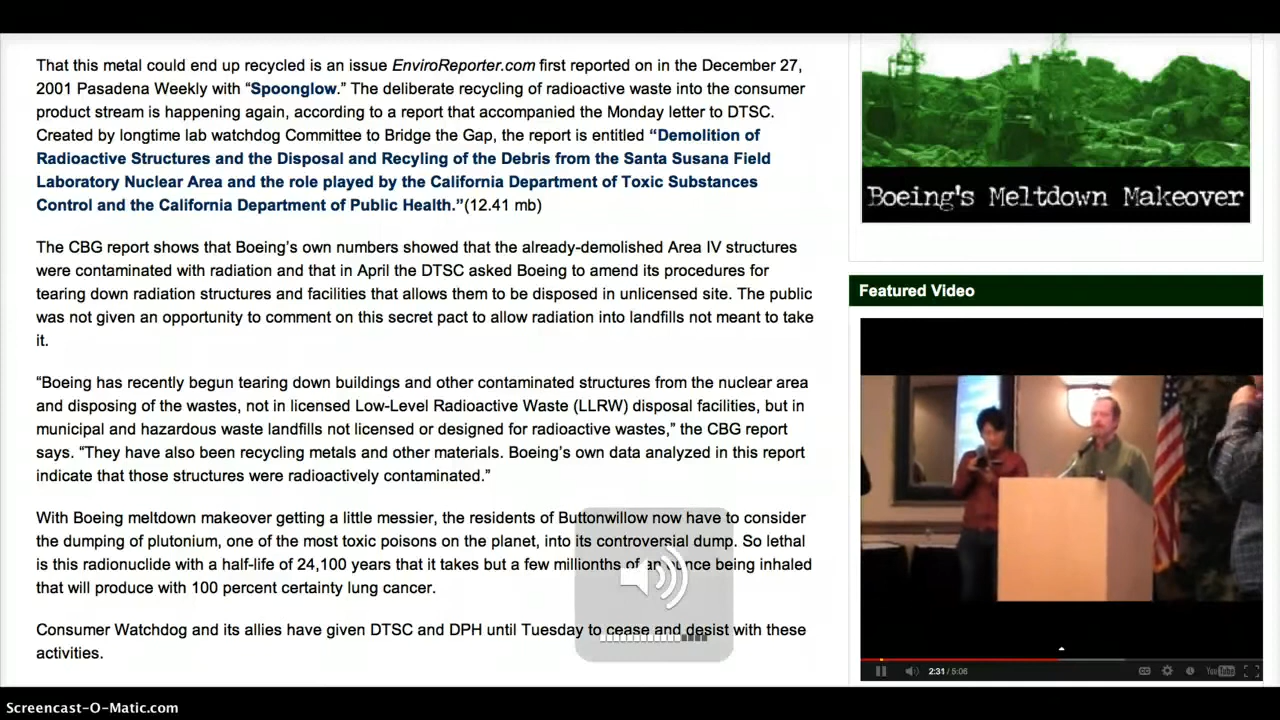 That this metal could end up recycled is an issue EnviroReporter.com first reported on in the December 27,
2001 Pasadena Weekly with “Spoonglow.” The deliberate recycling of radioactive waste into the consumer
product stream is happening again, according to a report that accompanied the Monday letter to DTSC.
Created by longtime lab watchdog Committee to Bridge the Gap, the report is entitled “Demolition of
Radioactive Structures and the Disposal and Recyling of the Debris from the Santa Susana Field
Laboratory Nuclear Area and the role played by the California Department of Toxic Substances
Control and the California Department of Public Health.”(12.41 mb)
The CBG report shows that Boeing’s own numbers showed that the already-demolished Area IV structures
were contaminated with radiation and that in April the DTSC asked Boeing to amend its procedures for
tearing down radiation structures and facilities that allows them to be disposed in unlicensed site. The public
was not given an opportunity to comment on this secret pact to allow radiation into landfills not meant to take
it.
“Boeing has recently begun tearing down buildings and other contaminated structures from the nuclear area
and disposing of the wastes, not in licensed Low-Level Radioactive Waste (LLRW) disposal facilities, but in
municipal and hazardous waste landfills not licensed or designed for radioactive wastes,” the CBG report
says. “They have also been recycling metals and other materials. Boeing’s own data analyzed in this report
indicate that those structures were radioactively contaminated.”
With Boeing meltdown makeover getting a little messier, the residents of Buttonwillow now have to consider
the dumping of plutonium, one of the most toxic poisons on the planet, into its controversial dump. So lethal
is this radionuclide with a half-life of 24,100 years that it takes but a few millionths of an ounce being inhaled
that will produce with 100 percent certainty lung cancer.
Consumer Watchdog and its allies have given DTSC and DPH until Tuesday to cease and desist with these
activities.
Boeing's Meltdown Makeover
Featured Video
2:31 / 5:06
CC
YouTube
Screencast-O-Matic.com